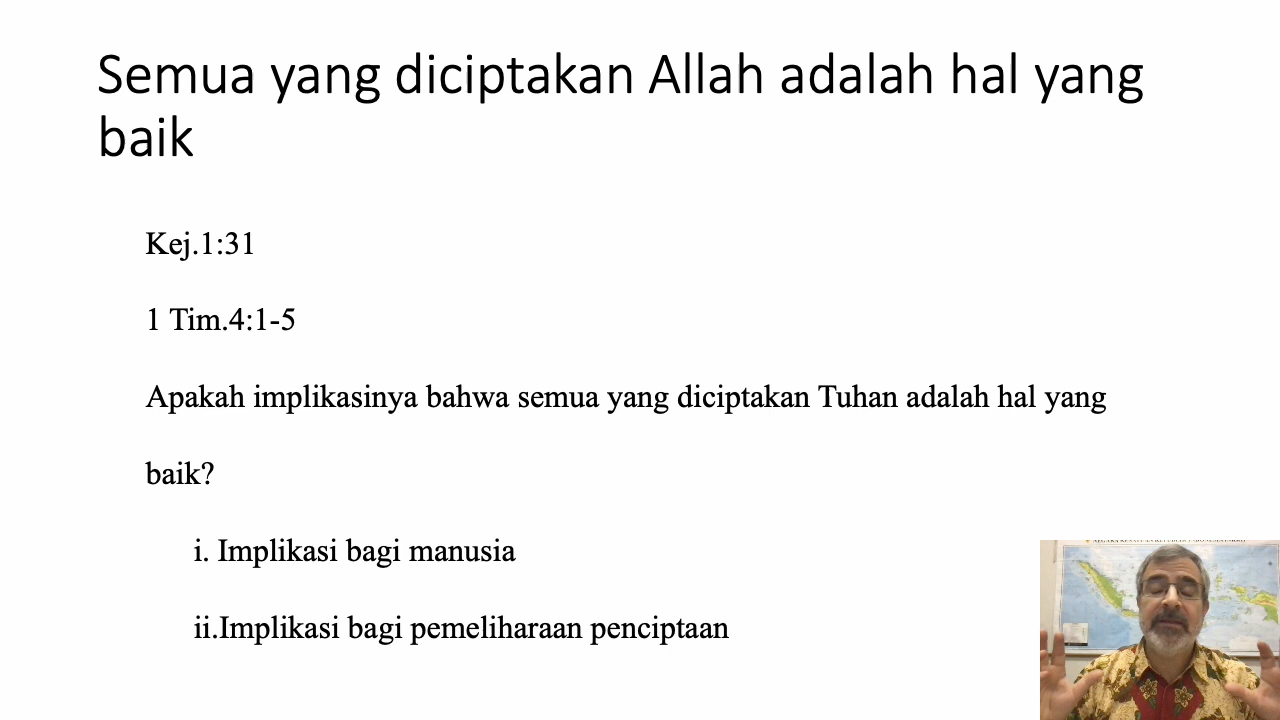 Semua yang diciptakan Allah adalah hal yang
baik
Kej.1:31
1 Tim.4:1-5
Apakah implikasinya bahwa semua yang diciptakan Tuhan adalah hal yang
baik?
i. Implikasi bagi manusia
ii.Implikasi bagi pemeliharaan penciptaan